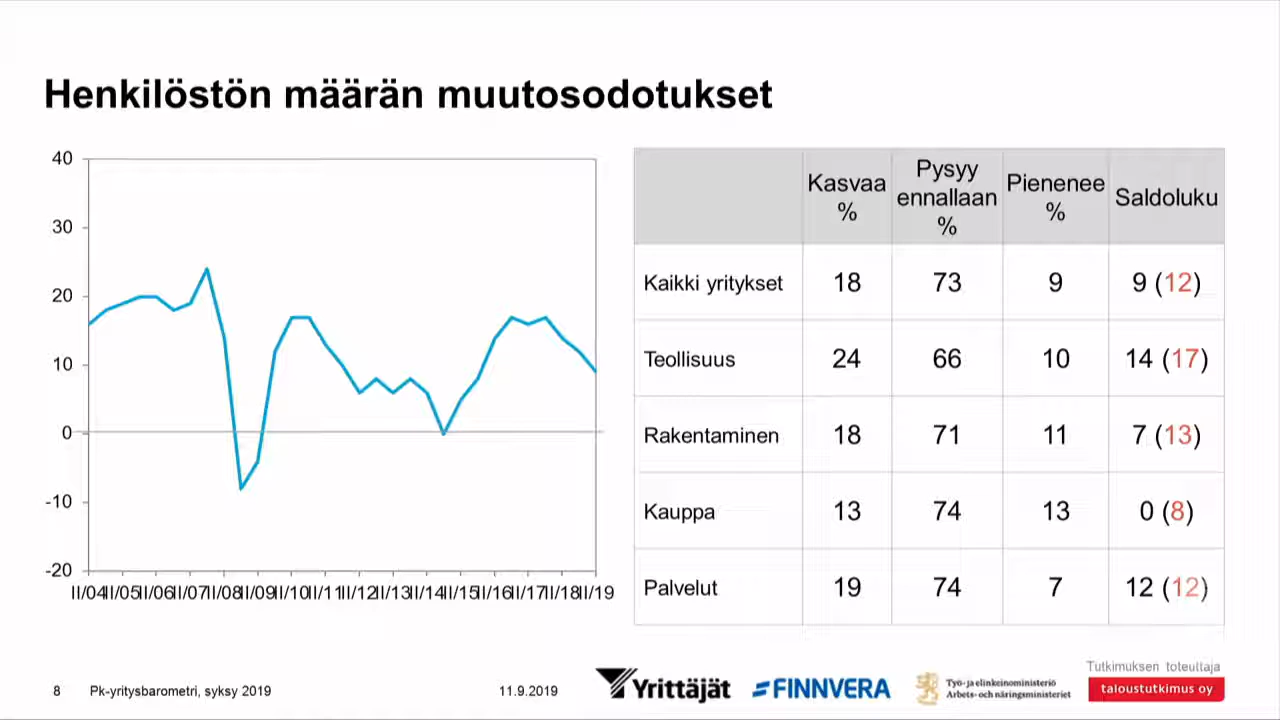 Henkilöstön määrän muutosodotukset
40
30
20
10
0
-10
-20
II/04 II/05 II/06 II/07 II/08 II/09 II/10 II/11 II/12 II/13 II/14 II/15 II/16 II/17 II/18 II/19
Kasvaa % Pysyy ennallaan % Pienenee % Saldoluku
Kaikki yritykset 18 73 9 9 (12)
Teollisuus 24 66 10 14 (17)
Rakentaminen 18 71 11 7 (13)
Kauppa 13 74 13 0 (8)
Palvelut 19 74 7 12 (12)
8 Pk-yritysbarometri, syksy 2019 11.9.2019
Yrittäjät
FINNVERA
Työ- ja elinkeinoministeriö
Arbets- och näringsministeriet
Tutkimuksen toteuttaja
taloustutkimus oy